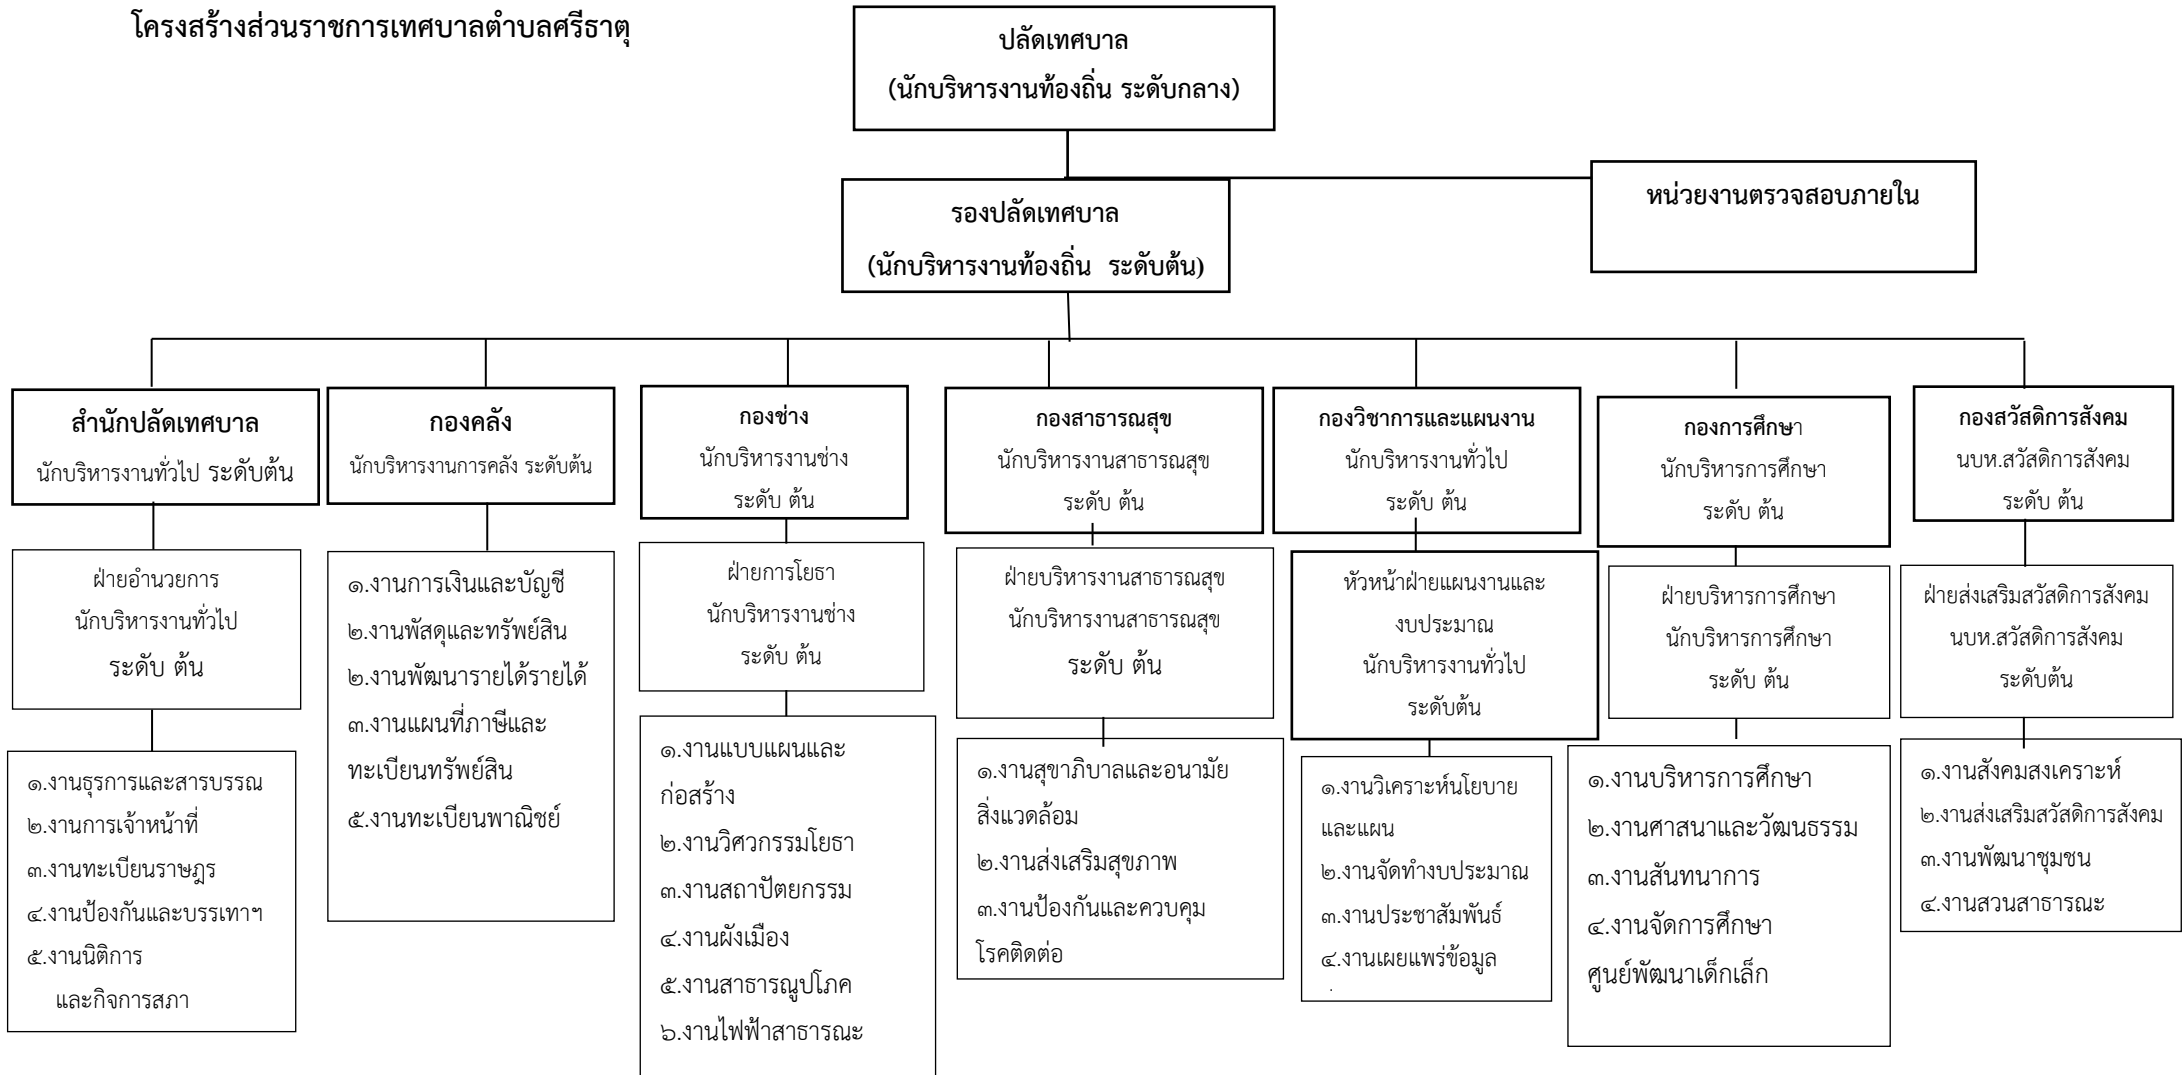 โครงสร้างส่วนราชการเทศบาลตำบลศรีธาตุ
ปลัดเทศบาล
(นักบริหารงานท้องถิ่น ระดับกลาง)
หน่วยงานตรวจสอบภายใน
รองปลัดเทศบาล
(นักบริหารงานท้องถิ่น ระดับต้น)
สำนักปลัดเทศบาล
นักบริหารงานทั่วไป ระดับต้น
กองคลัง
นักบริหารงานการคลัง ระดับต้น
กองช่าง
นักบริหารงานช่าง
ระดับ ต้น
กองสาธารณสุข
นักบริหารงานสาธารณสุข
ระดับ ต้น
กองวิชาการและแผนงาน
นักบริหารงานทั่วไป
ระดับ ต้น
กองการศึกษา
นักบริหารการศึกษา
ระดับ ต้น
กองสวัสดิการสังคม
นบห.สวัสดิการสังคม
ระดับ ต้น
ฝ่ายอำนวยการ
นักบริหารงานทั่วไป
ระดับ ต้น
๑.งานการเงินและบัญชี
๒.งานพัสดุและทรัพย์สิน
๒.งานพัฒนารายได้รายได้
๓.งานแผนที่ภาษีและ
ทะเบียนทรัพย์สิน
๕.งานทะเบียนพาณิชย์
ฝ่ายการโยธา
นักบริหารงานช่าง
ระดับ ต้น
ฝ่ายบริหารงานสาธารณสุข
นักบริหารงานสาธารณสุข
ระดับ ต้น
หัวหน้าฝ่ายแผนงานและ
งบประมาณ
นักบริหารงานทั่วไป
ระดับต้น
ฝ่ายบริหารการศึกษา
นักบริหารการศึกษา
ระดับ ต้น
ฝ่ายส่งเสริมสวัสดิการสังคม
นบห.สวัสดิการสังคม
ระดับต้น
๑.งานธุรการและสารบรรณ
๒.งานการเจ้าหน้าที่
๓.งานทะเบียนราษฎร
๔.งานป้องกันและบรรเทาฯ
๕.งานนิติการ
และกิจการสภา
๑.งานแบบแผนและ
ก่อสร้าง
๒.งานวิศวกรรมโยธา
๓.งานสถาปัตยกรรม
๔.งานผังเมือง
๕.งานสาธารณูปโภค
๖.งานไฟฟ้าสาธารณะ
๑.งานสุขาภิบาลและอนามัย
สิ่งแวดล้อม
๒.งานส่งเสริมสุขภาพ
๓.งานป้องกันและควบคุม
โรคติดต่อ
๑.งานวิเคราะห์นโยบาย
และแผน
๒.งานจัดทำงบประมาณ
๓.งานประชาสัมพันธ์
๔.งานเผยแพร่ข้อมูล
๑.งานบริหารการศึกษา
๒.งานศาสนาและวัฒนธรรม
๓.งานสันทนาการ
๔.งานจัดการศึกษา
ศูนย์พัฒนาเด็กเล็ก
๑.งานสังคมสงเคราะห์
๒.งานส่งเสริมสวัสดิการสังคม
๓.งานพัฒนาชุมชน
๔.งานสวนสาธารณะ